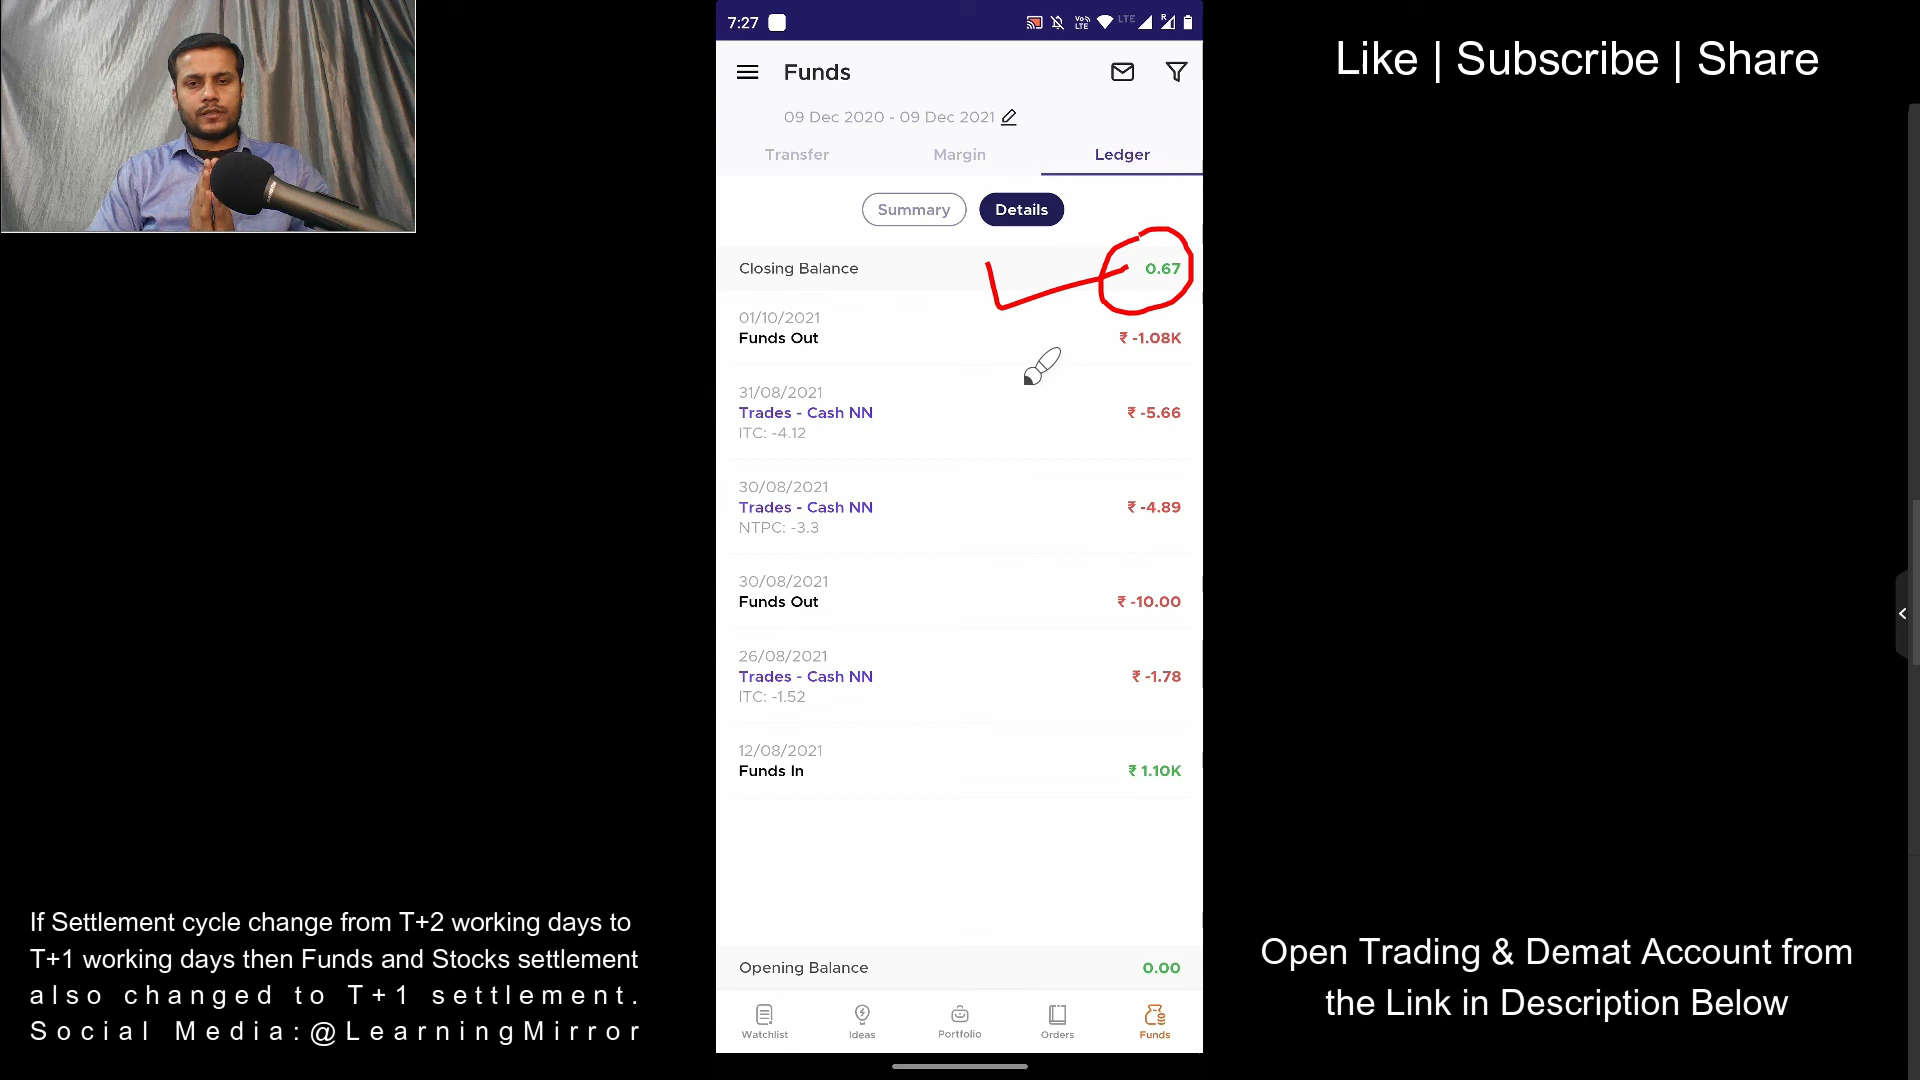 Like | Subscribe | Share
7:27
Vo)) LTE
LTE
R
Funds
09 Dec 2020 - 09 Dec 2021
Transfer Margin Ledger
Summary Details
Closing Balance 0.67
01/10/2021
Funds Out ₹ -1.08K
31/08/2021
Trades - Cash NN ₹ -5.66
ITC: -4.12
30/08/2021
Trades - Cash NN ₹ -4.89
NTPC: -3.3
30/08/2021
Funds Out ₹ -10.00
26/08/2021
Trades - Cash NN ₹ -1.78
ITC: -1.52
12/08/2021
Funds In ₹ 1.10K
Opening Balance 0.00
Watchlist Ideas Portfolio Orders Funds
If Settlement cycle change from T+2 working days to
T+1 working days then Funds and Stocks settlement
also changed to T+1 settlement.
Social Media:@LearningMirror
Open Trading & Demat Account from
the Link in Description Below